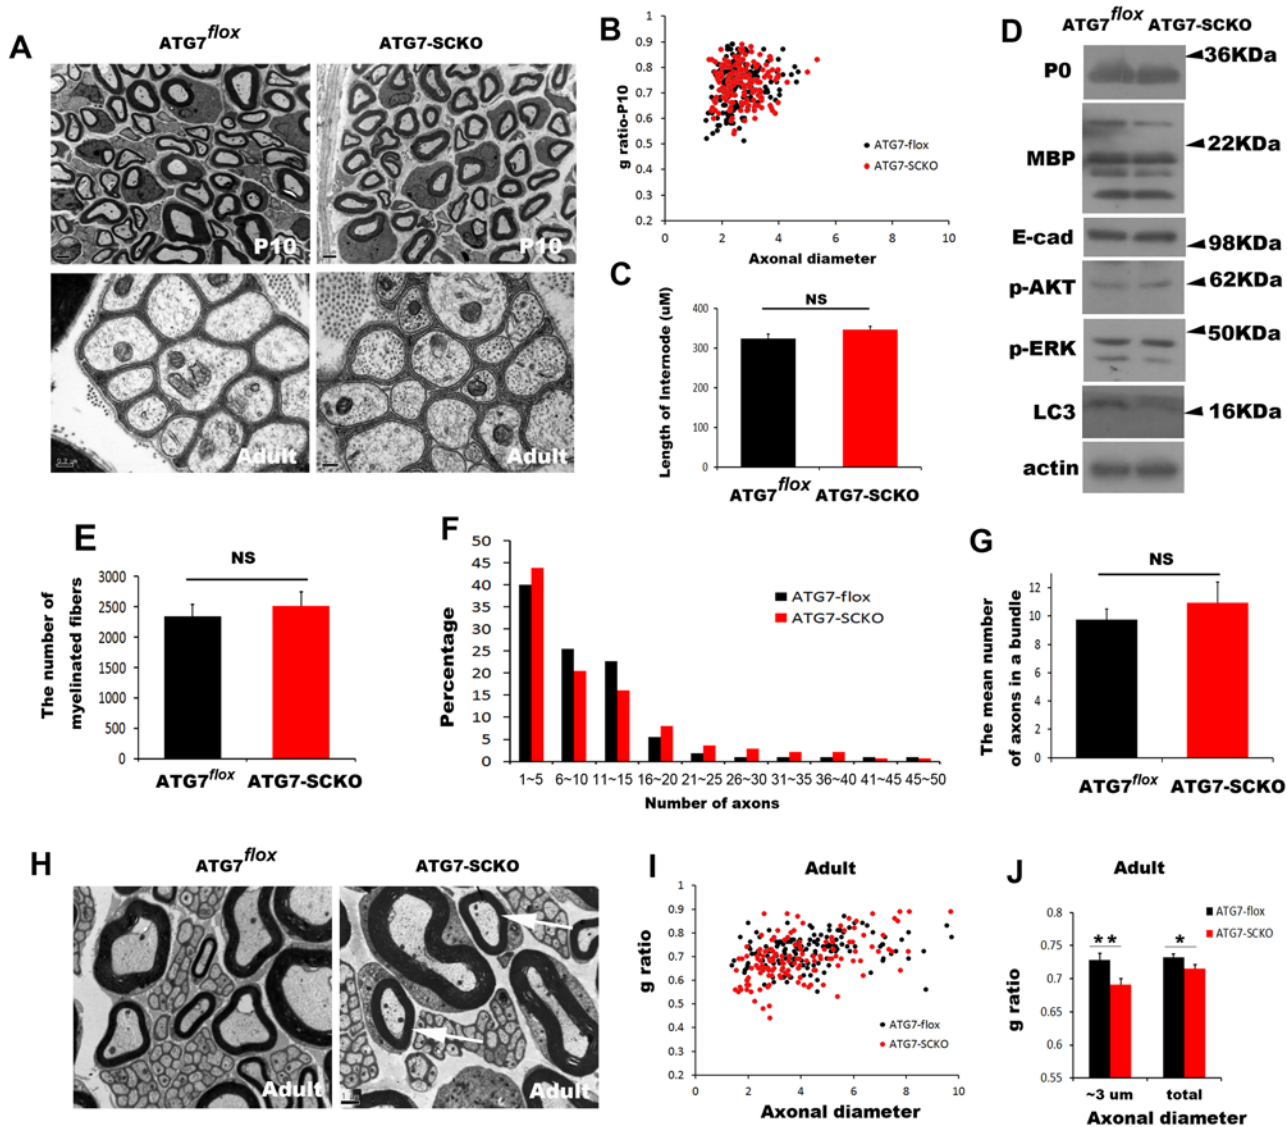 A
ATG7flox
ATG7-SCKO
P10
P10
Adult
Adult
B
g ratio-P10
1
0.9
0.8
0.7
0.6
0.5
0.4
0.3
0.2
0 2 4 6 8 10
Axonal diameter
ATG7-flox
ATG7-SCKO
C
Length of Internode (uM)
400
300
200
100
0
NS
ATG7flox ATG7-SCKO
D
ATG7flox ATG7-SCKO
P0
36KDa
MBP
22KDa
E-cad
98KDa
p-AKT
62KDa
p-ERK
50KDa
LC3
16KDa
actin
E
The number of
myelinated fibers
3000
2500
2000
1500
1000
500
0
NS
ATG7flox ATG7-SCKO
F
Percentage
50
45
40
35
30
25
20
15
10
5
0
ATG7-flox
ATG7-SCKO
1~5 6~10 11~15 16~20 21~25 26~30 31~35 36~40 41~45 45~50
Number of axons
G
The mean number
of axons in a bundle
12
10
8
6
4
2
0
NS
ATG7flox ATG7-SCKO
H
ATG7flox
ATG7-SCKO
Adult
Adult
I
Adult
g ratio
1
0.9
0.8
0.7
0.6
0.5
0.4
0.3
0.2
0 2 4 6 8 10
Axonal diameter
ATG7-flox
ATG7-SCKO
J
Adult
g ratio
0.8
0.75
0.7
0.65
0.6
0.55
**
*
ATG7-flox
ATG7-SCKO
~3 um total
Axonal diameter